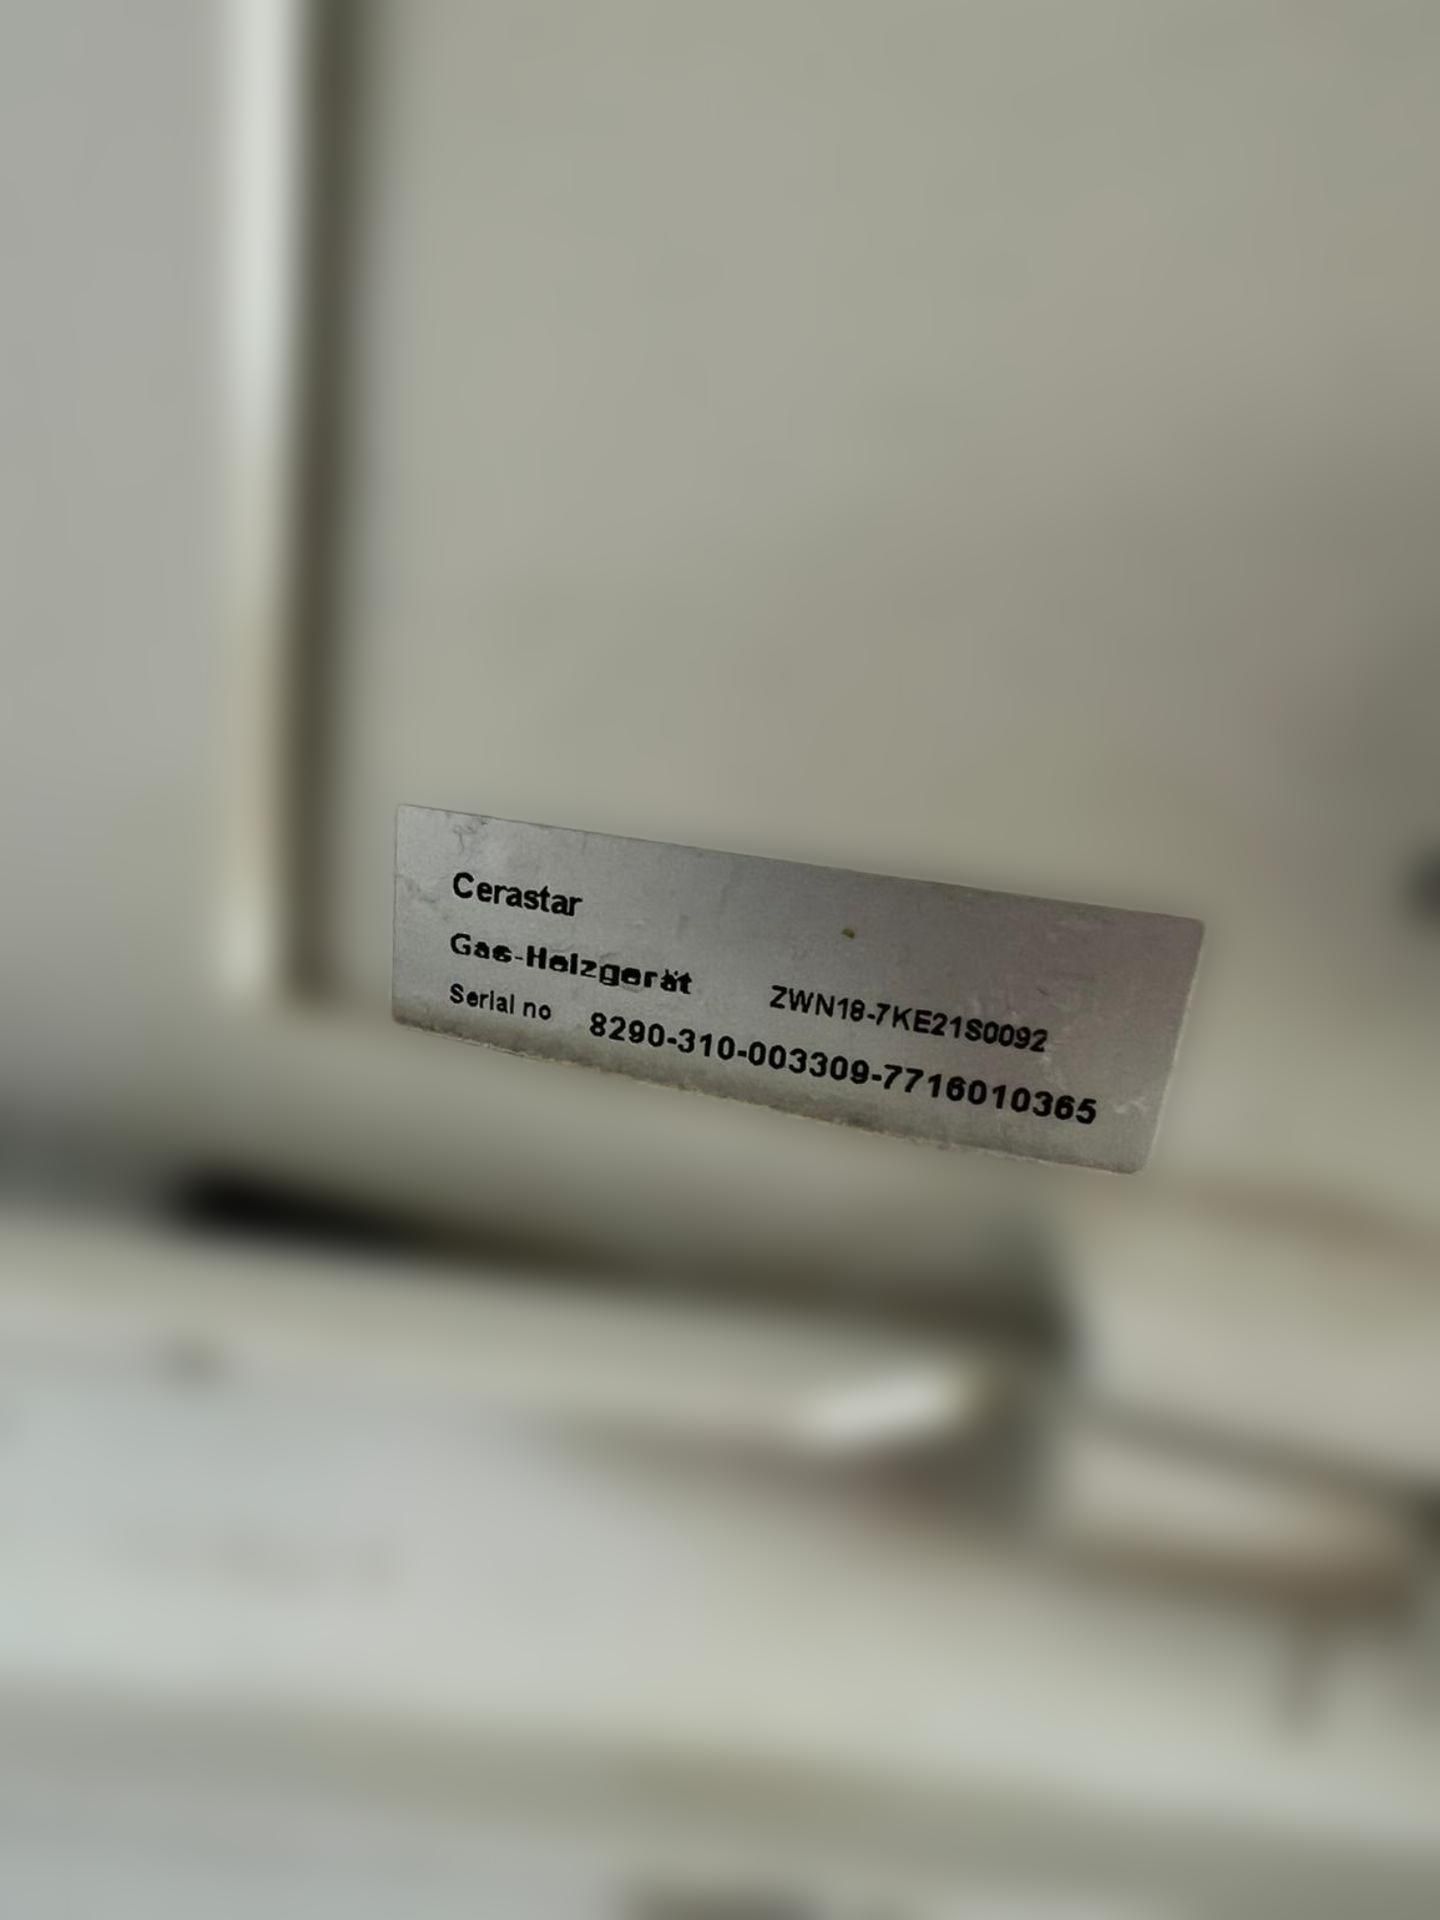 Cerastar
Gas-Heizgerät ZWN18-7KE21S0092
Serial no 8290-310-003309-7716010365